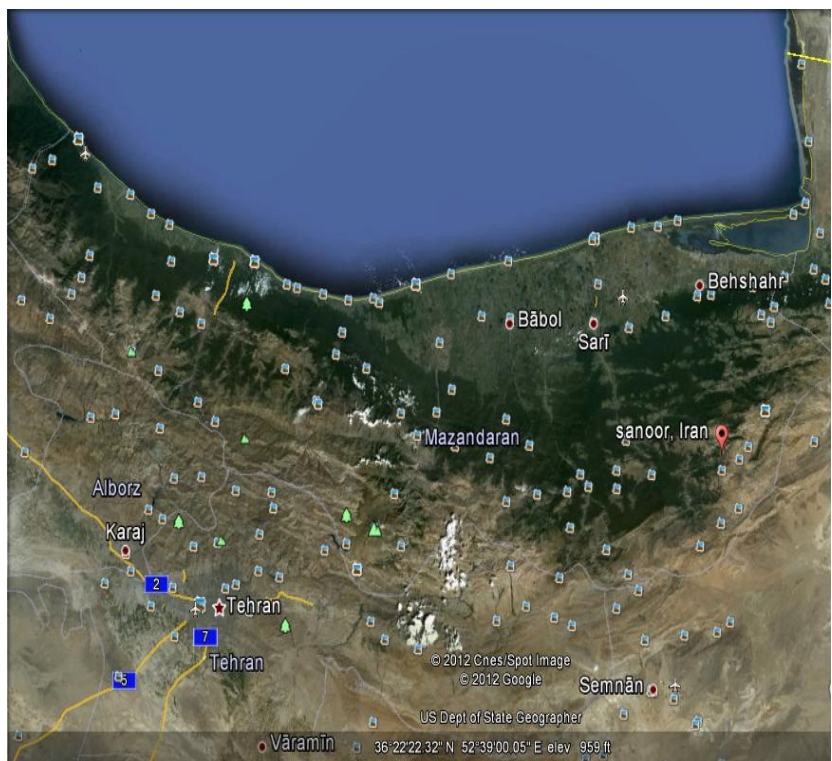 Behshahr
Bābol
Sarī
sanoor, Iran
Mazandaran
Alborz
Karaj
2
Tehran
7
Tehran
5
© 2012 Cnes/Spot Image
© 2012 Google
Semnān
US Dept of State Geographer
Vāramīn
36°22'22.32" N 52°39'00.05" E elev 959 ft